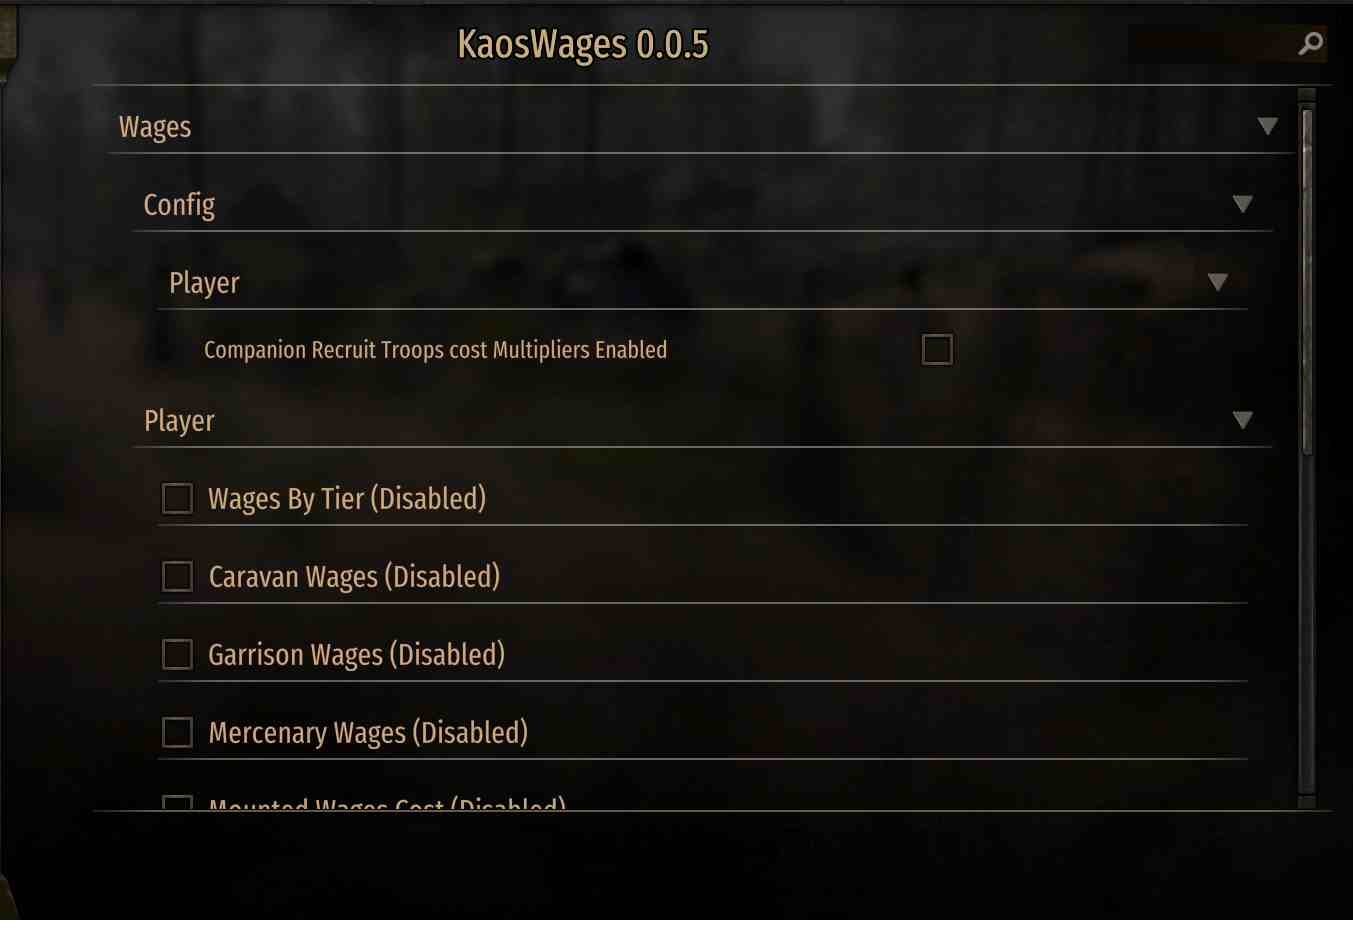 KaosWages 0.0.5
Wages
Config
Player
Companion Recruit Troops cost Multipliers Enabled
Player
Wages By Tier (Disabled)
Caravan Wages (Disabled)
Garrison Wages (Disabled)
Mercenary Wages (Disabled)
Mounted Wages Cost (Disabled)